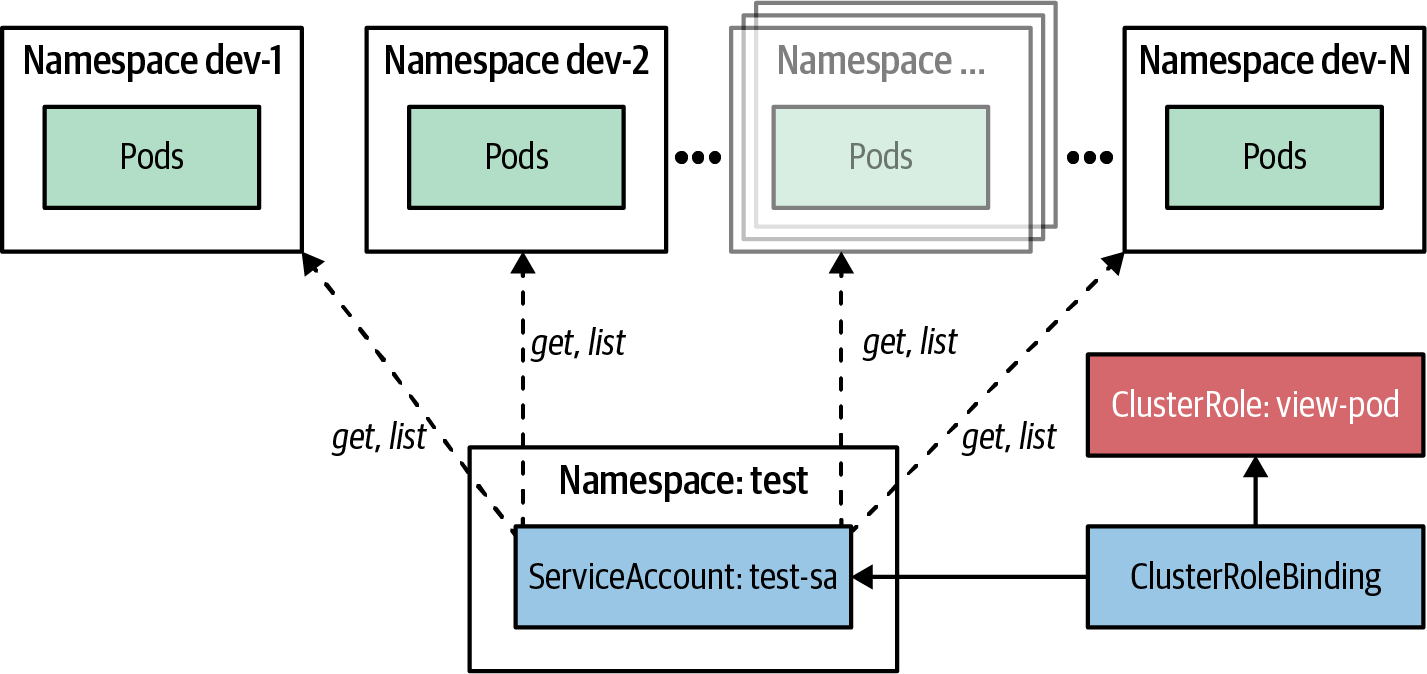 Namespace dev-1
Pods
Namespace dev-2
Pods
Namespace ...
Pods
Namespace dev-N
Pods
get, list
get, list
get, list
get, list
ClusterRole: view-pod
Namespace: test
ServiceAccount: test-sa
ClusterRoleBinding